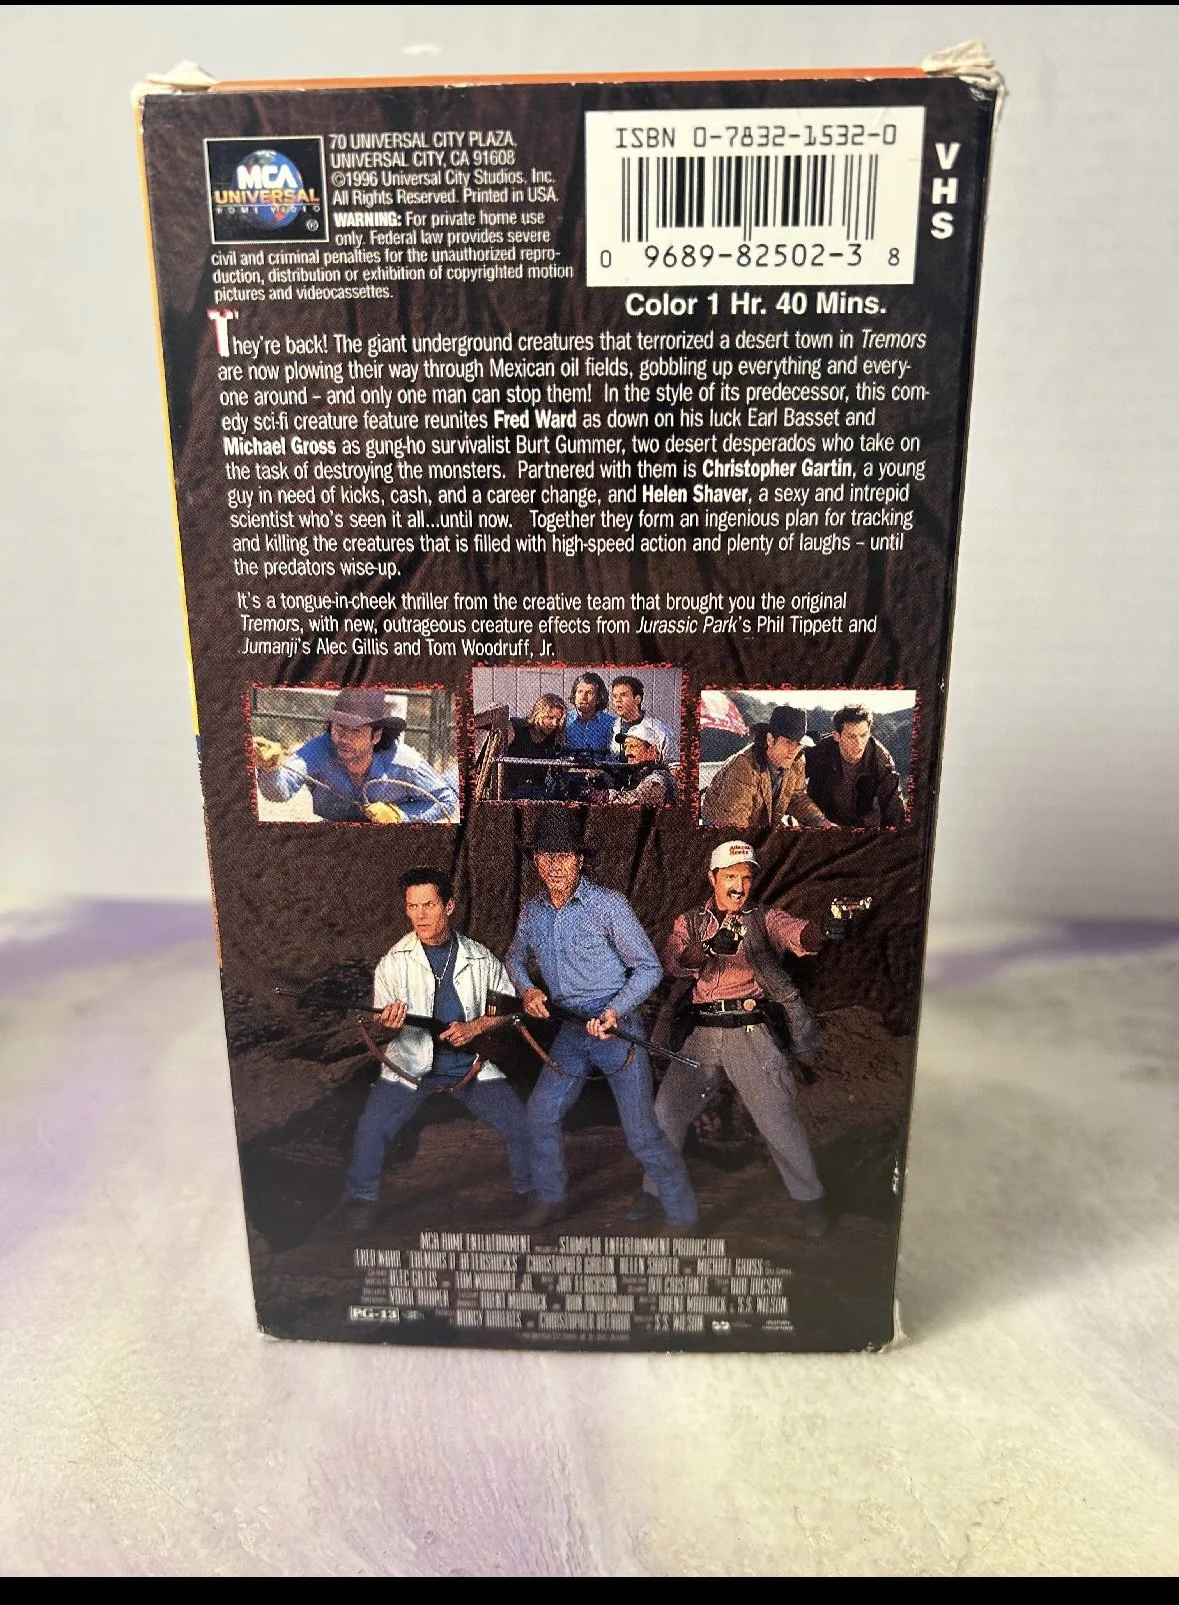 MCA
UNIVERSAL
HOME VIDEO
®
70 UNIVERSAL CITY PLAZA,
UNIVERSAL CITY, CA 91608
©1996 Universal City Studios, Inc.
All Rights Reserved. Printed in USA.
WARNING: For private home use
only. Federal law provides severe
civil and criminal penalties for the unauthorized repro-
duction, distribution or exhibition of copyrighted motion
pictures and videocassettes.
ISBN 0-7832-1532-0
0 9689-82502-3 8
VHS
Color 1 Hr. 40 Mins.
They're back! The giant underground creatures that terrorized a desert town in Tremors
are now plowing their way through Mexican oil fields, gobbling up everything and every-
one around – and only one man can stop them! In the style of its predecessor, this com-
edy sci-fi creature feature reunites Fred Ward as down on his luck Earl Basset and
Michael Gross as gung-ho survivalist Burt Gummer, two desert desperados who take on
the task of destroying the monsters. Partnered with them is Christopher Gartin, a young
guy in need of kicks, cash, and a career change, and Helen Shaver, a sexy and intrepid
scientist who's seen it all...until now. Together they form an ingenious plan for tracking
and killing the creatures that is filled with high-speed action and plenty of laughs – until
the predators wise-up.
It's a tongue-in-cheek thriller from the creative team that brought you the original
Tremors, with new, outrageous creature effects from Jurassic Park's Phil Tippett and
Jumanji's Alec Gillis and Tom Woodruff, Jr.
Atlanta
Hawks
MCA HOME ENTERTAINMENT STAMPEDE ENTERTAINMENT PRODUCTION
FRED WARD CHRISTOPHER GARTIN HELEN SHAVER MICHAEL GROSS
ALEC GILLIS TOM WOODRUFF, JR.
S.S. WILSON
PG-13 NANCY ROBERTS CHRISTOPHER DEFARIA S.S. WILSON